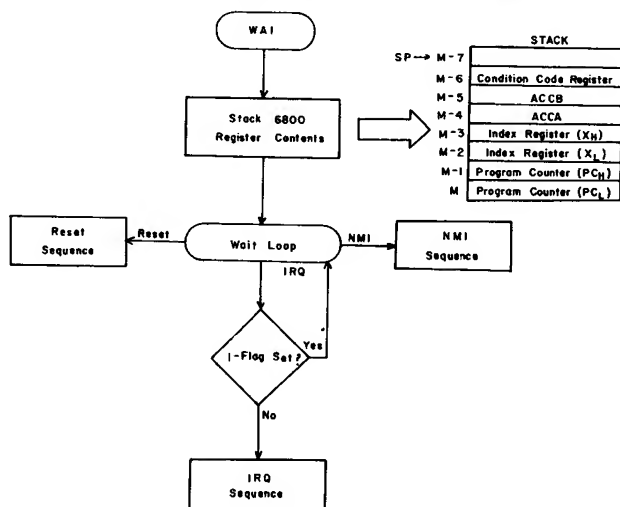 WAI
Stack 6800
Register Contents
STACK
SP → M-7
M-6 Condition Code Register
M-5 ACCB
M-4 ACCA
M-3 Index Register (XH)
M-2 Index Register (XL)
M-1 Program Counter (PCH)
M Program Counter (PCL)
Reset
Sequence
Reset
Wait Loop
NMI
NMI
Sequence
IRQ
I-Flag Set?
Yes
No
IRQ
Sequence